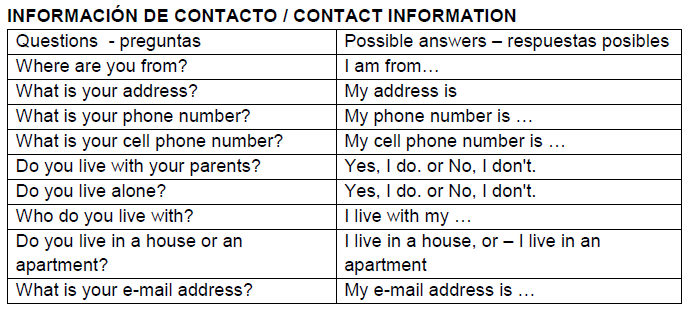 INFORMACIÓN DE CONTACTO / CONTACT INFORMATION
Questions  - preguntas
Possible answers – respuestas posibles
Where are you from?
I am from…
What is your address?
My address is
What is your phone number?
My phone number is …
What is your cell phone number?
My cell phone number is …
Do you live with your parents?
Yes, I do. or No, I don't.
Do you live alone?
Yes, I do. or No, I don't.
Who do you live with?
I live with my …
Do you live in a house or an
apartment?
I live in a house, or – I live in an
apartment
What is your e-mail address?
My e-mail address is …